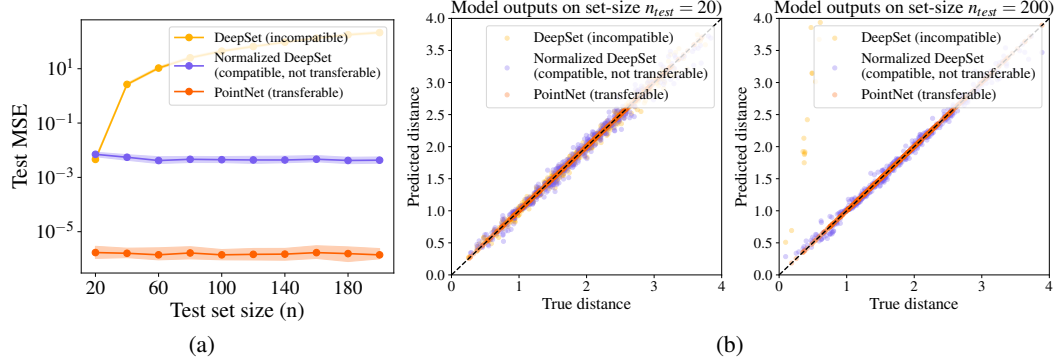 DeepSet (incompatible)
Normalized DeepSet
(compatible, not transferable)
PointNet (transferable)
10¹
10⁻¹
10⁻³
10⁻⁵
Test MSE
20
60
100
140
180
Test set size (n)
(a)
Model outputs on set-size n_test = 20)
DeepSet (incompatible)
Normalized DeepSet
(compatible, not transferable)
PointNet (transferable)
4.0
3.5
3.0
2.5
2.0
1.5
1.0
0.5
0.0
Predicted distance
0
1
2
3
4
True distance
Model outputs on set-size n_test = 200)
DeepSet (incompatible)
Normalized DeepSet
(compatible, not transferable)
PointNet (transferable)
4.0
3.5
3.0
2.5
2.0
1.5
1.0
0.5
0.0
Predicted distance
0
1
2
3
4
True distance
(b)